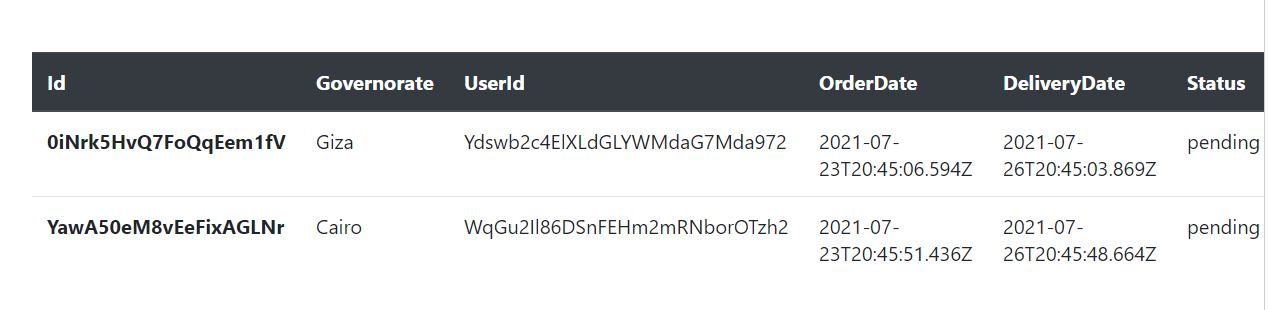 Id Governorate UserId OrderDate DeliveryDate Status
0iNrk5HvQ7FoQqEem1fV Giza Ydswb2c4ElXLdGLYWMdaG7Mda972 2021-07- 2021-07- pending
23T20:45:06.594Z 26T20:45:03.869Z
YawA50eM8vEeFixAGLNr Cairo WqGu2Il86DSnFEHm2mRNborOTzh2 2021-07- 2021-07- pending
23T20:45:51.436Z 26T20:45:48.664Z